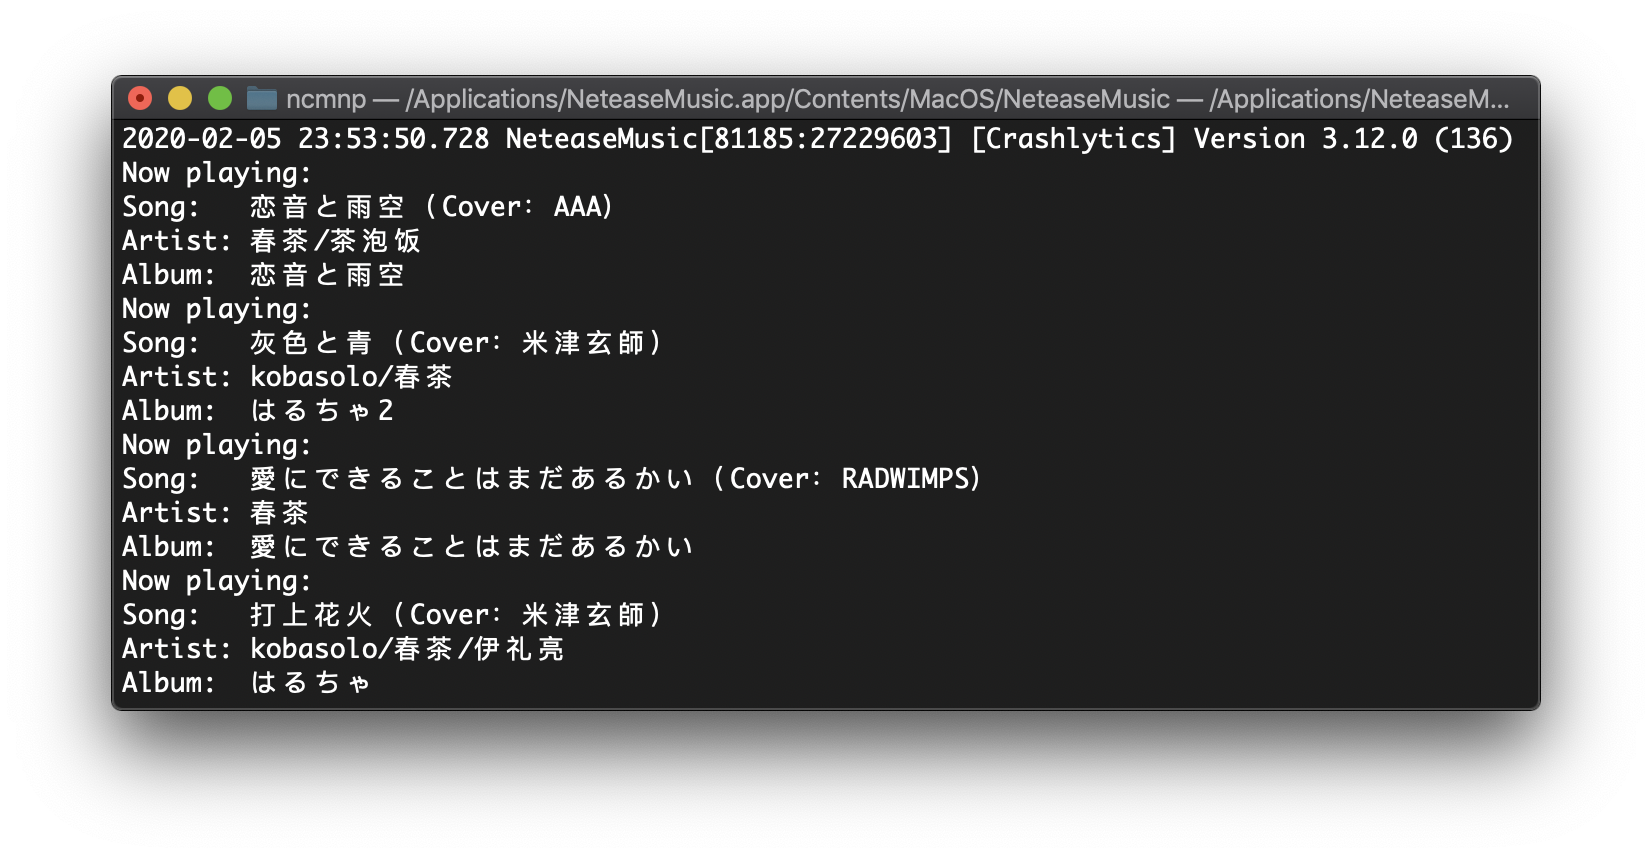 ncmnp — /Applications/NeteaseMusic.app/Contents/MacOS/NeteaseMusic — /Applications/NeteaseM...
2020-02-05 23:53:50.728 NeteaseMusic[81185:27229603] [Crashlytics] Version 3.12.0 (136)
Now playing:
Song:   恋音と雨空（Cover：AAA）
Artist: 春茶/茶泡饭
Album:  恋音と雨空
Now playing:
Song:   灰色と青（Cover：米津玄師）
Artist: kobasolo/春茶
Album:  はるちゃ2
Now playing:
Song:   愛にできることはまだあるかい（Cover：RADWIMPS）
Artist: 春茶
Album:  愛にできることはまだあるかい
Now playing:
Song:   打上花火（Cover：米津玄師）
Artist: kobasolo/春茶/伊礼亮
Album:  はるちゃ